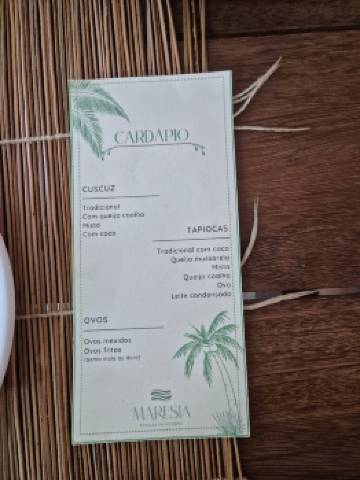 CARDÁPIO
CUSCUZ
Tradicional
Com queijo coalho
Misto
Com coco
TAPIOCAS
Tradicional com coco
Queijo mussarela
Mista
Queijo coalho
Ovo
Leite condensado
OVOS
Ovos mexidos
Ovos fritos
MARESIA